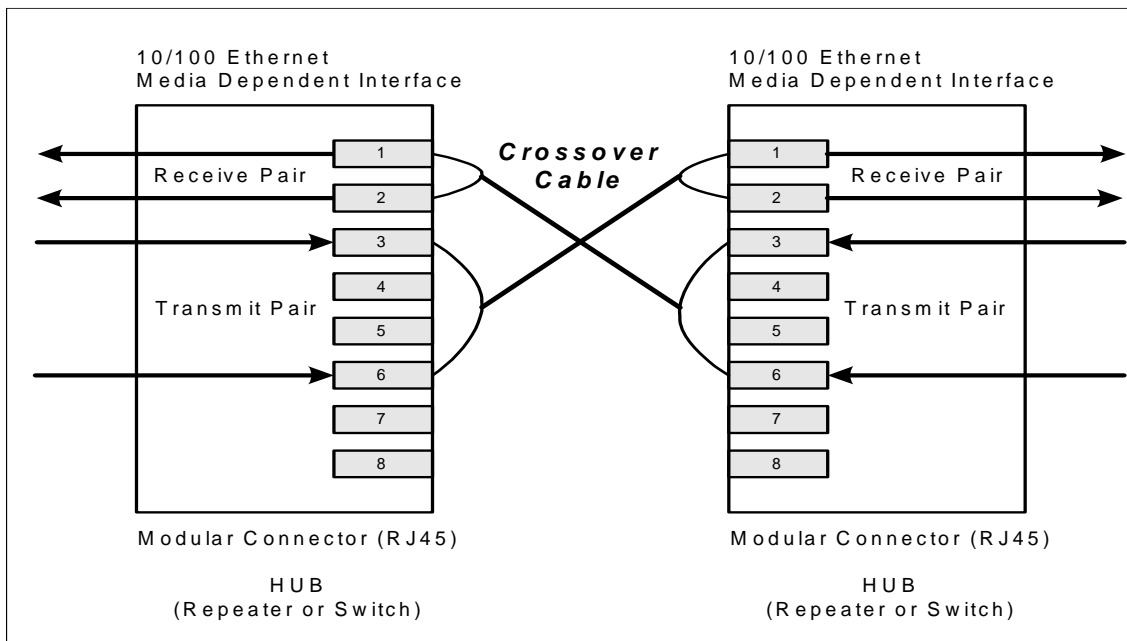 10/100 Ethernet
Media Dependent Interface
1
Receive Pair
2
3
4
Transmit Pair
5
6
7
8
Modular Connector (RJ45)
HUB
(Repeater or Switch)
Crossover
Cable
10/100 Ethernet
Media Dependent Interface
1
Receive Pair
2
3
4
Transmit Pair
5
6
7
8
Modular Connector (RJ45)
HUB
(Repeater or Switch)